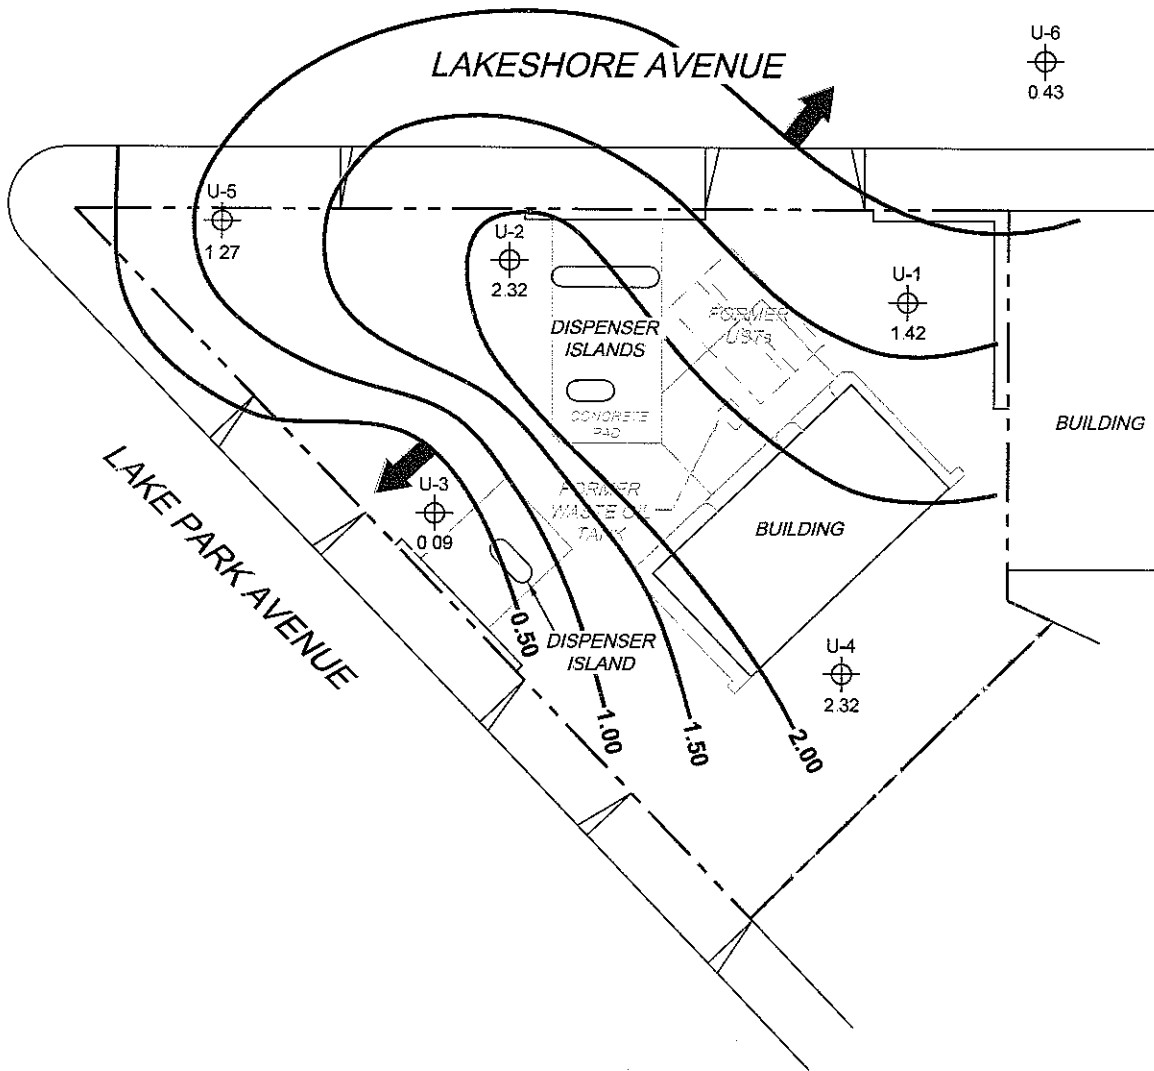 LAKESHORE AVENUE
U-6
0.43
U-5
1 27
U-2
2.32
U-1
1.42
FORMER
USTs
DISPENSER
ISLANDS
CONCRETE
PAD
BUILDING
U-3
0 09
FORMER
WASTE OIL
TANK
BUILDING
LAKE PARK AVENUE
0.50
DISPENSER
ISLAND
U-4
2.32
1.00
1.50
2.00